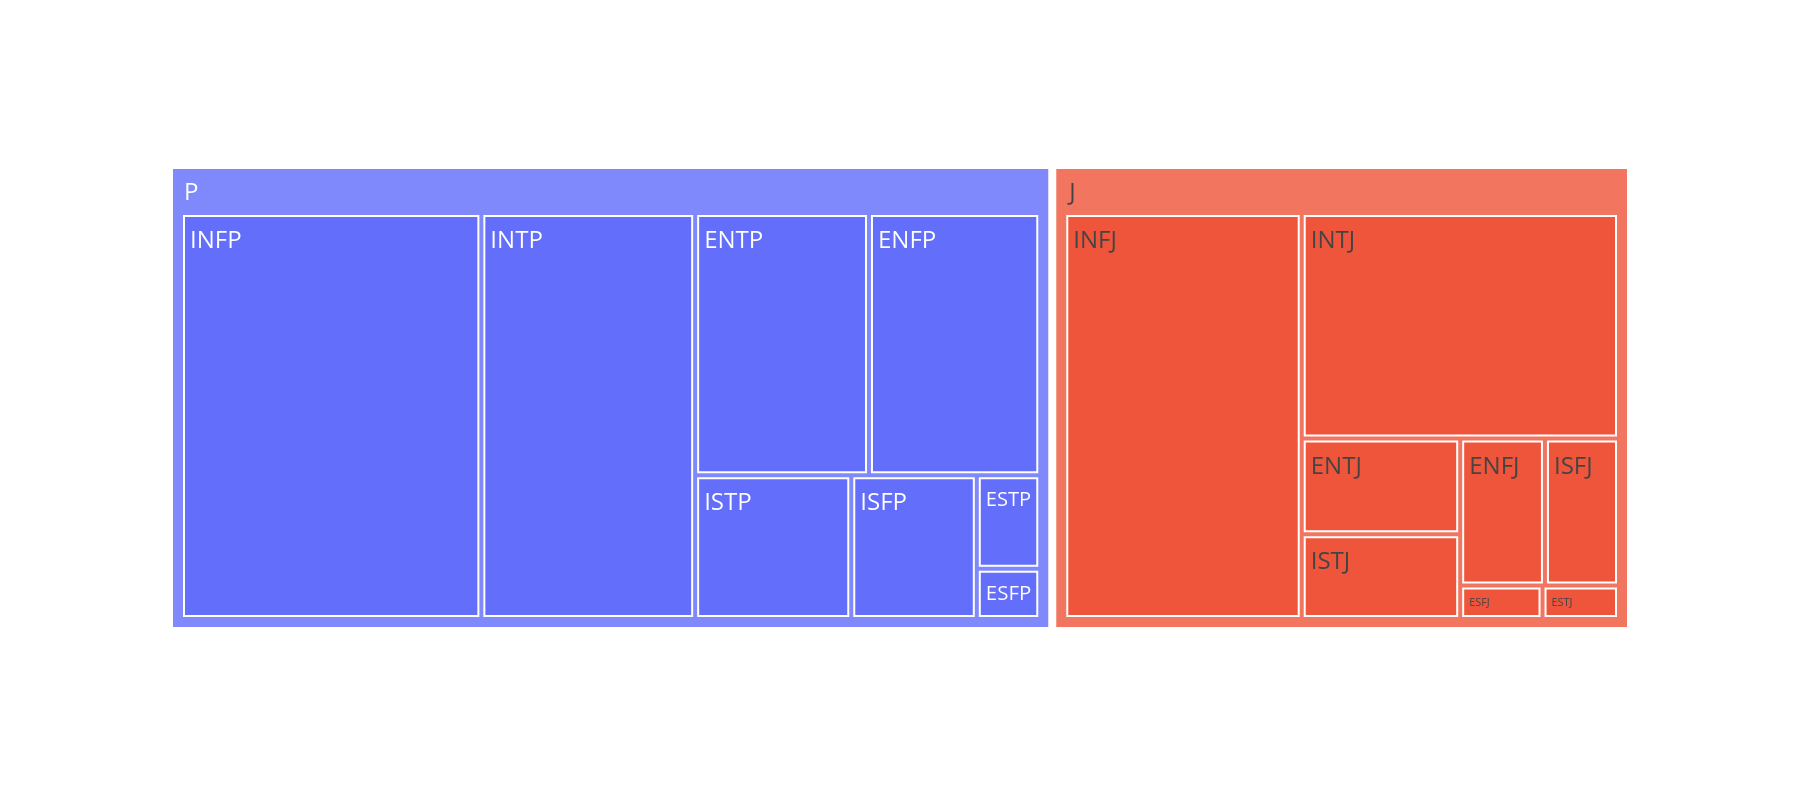 P
INFP
INTP
ENTP
ENFP
ISTP
ISFP
ESTP
ESFP
J
INFJ
INTJ
ENTJ
ENFJ
ISFJ
ISTJ
ESFJ
ESTJ